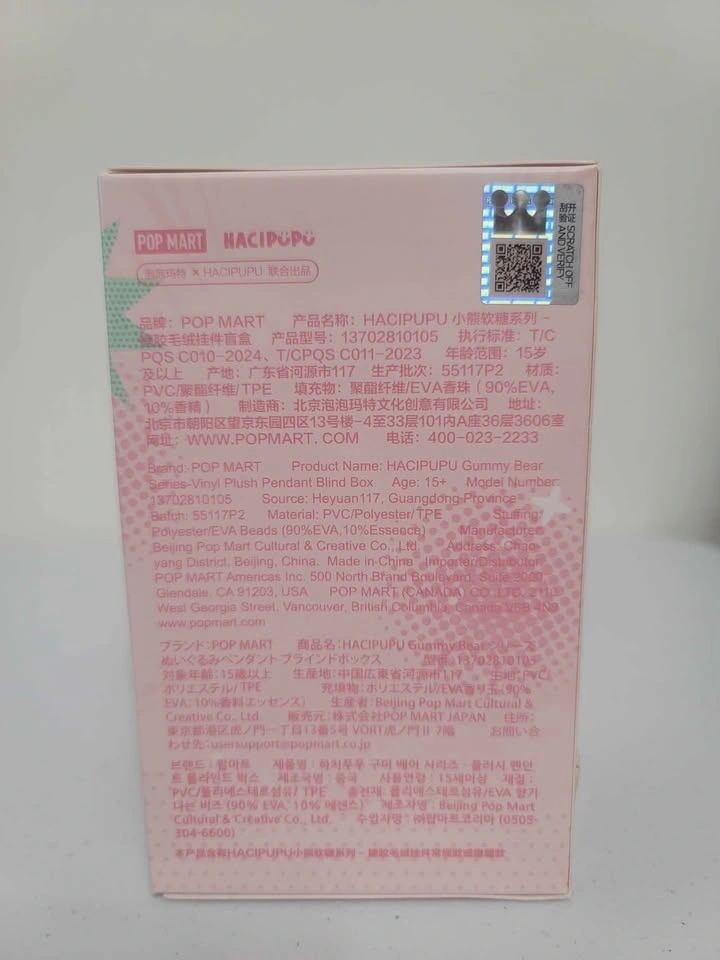 POP MART HACIPUPU
泡泡玛特 × HACIPUPU 联合出品
开涂 刮验 SCRATCH OFF
AND VERIFY
品牌：POP MART 产品名称：HACIPUPU 小熊软糖系列 -
搪胶毛绒挂件盲盒 产品型号：13702810105 执行标准：T/C
PQS C010-2024、T/CPQS C011-2023 年龄范围：15岁
及以上 产地：广东省河源市117 生产批次：55117P2 材质：
PVC/聚酯纤维/TPE 填充物：聚酯纤维/EVA香珠（90%EVA,
10%香精） 制造商：北京泡泡玛特文化创意有限公司 地址：
北京市朝阳区望京东园四区13号楼-4至33层101内A座36层3606室
网址：WWW.POPMART.COM 电话：400-023-2233
Brand: POP MART Product Name: HACIPUPU Gummy Bear
Series-Vinyl Plush Pendant Blind Box Age: 15+ Model Number:
13702810105 Source: Heyuan117, Guangdong Province
Batch: 55117P2 Material: PVC/Polyester/TPE Stuffing:
Polyester/EVA Beads (90%EVA,10%Essence) Manufacturer:
Beijing Pop Mart Cultural & Creative Co., Ltd. Address: Chao-
yang District, Beijing, China. Made in China Importer/Distributor:
POP MART Americas Inc. 500 North Brand Boulevard, Suite 2000,
Glendale, CA 91203, USA POP MART (CANADA) CO. LTD. 2110
West Georgia Street, Vancouver, British Columbia, Canada V6B 4N9
www.popmart.com
ブランド：POP MART 商品名：HACIPUPU Gummy Bearシリーズ
ぬいぐるみペンダント ブラインドボックス 型番：13702810105
対象年齢：15歳以上 生産地：中国広東省河源市117 生地：PVC/
ポリエステル/ TPE 充填物：ポリエステル/EVA香り玉（90%
EVA; 10%香料エッセンス） 生産者：Beijing Pop Mart Cultural &
Creative Co., Ltd. 販売元：株式会社POP MART JAPAN 住所：
東京都港区虎ノ門一丁目13番5号 VORT虎ノ門II 7階 お問い合
わせ先：usersupport@popmart.co.jp
브랜드 : 팝마트 제품명 : 하치푸푸 구미 베어 시리즈 - 플러시 펜던
트 블라인드 박스 제조국명 : 중국 사용연령 : 15세이상 재질 :
PVC/폴리에스테르섬유/ TPE 충전재: 폴리에스테르섬유/EVA 향기
나는 비즈 (90% EVA, 10% 에센스) 제조자명 : Beijing Pop Mart
Cultural & Creative Co., Ltd. 수입자명 : ㈜팝마트코리아 (0505-
304-6600)
本产品含有HACIPUPU小熊软糖系列 - 搪胶毛绒挂件常规款或隐藏款